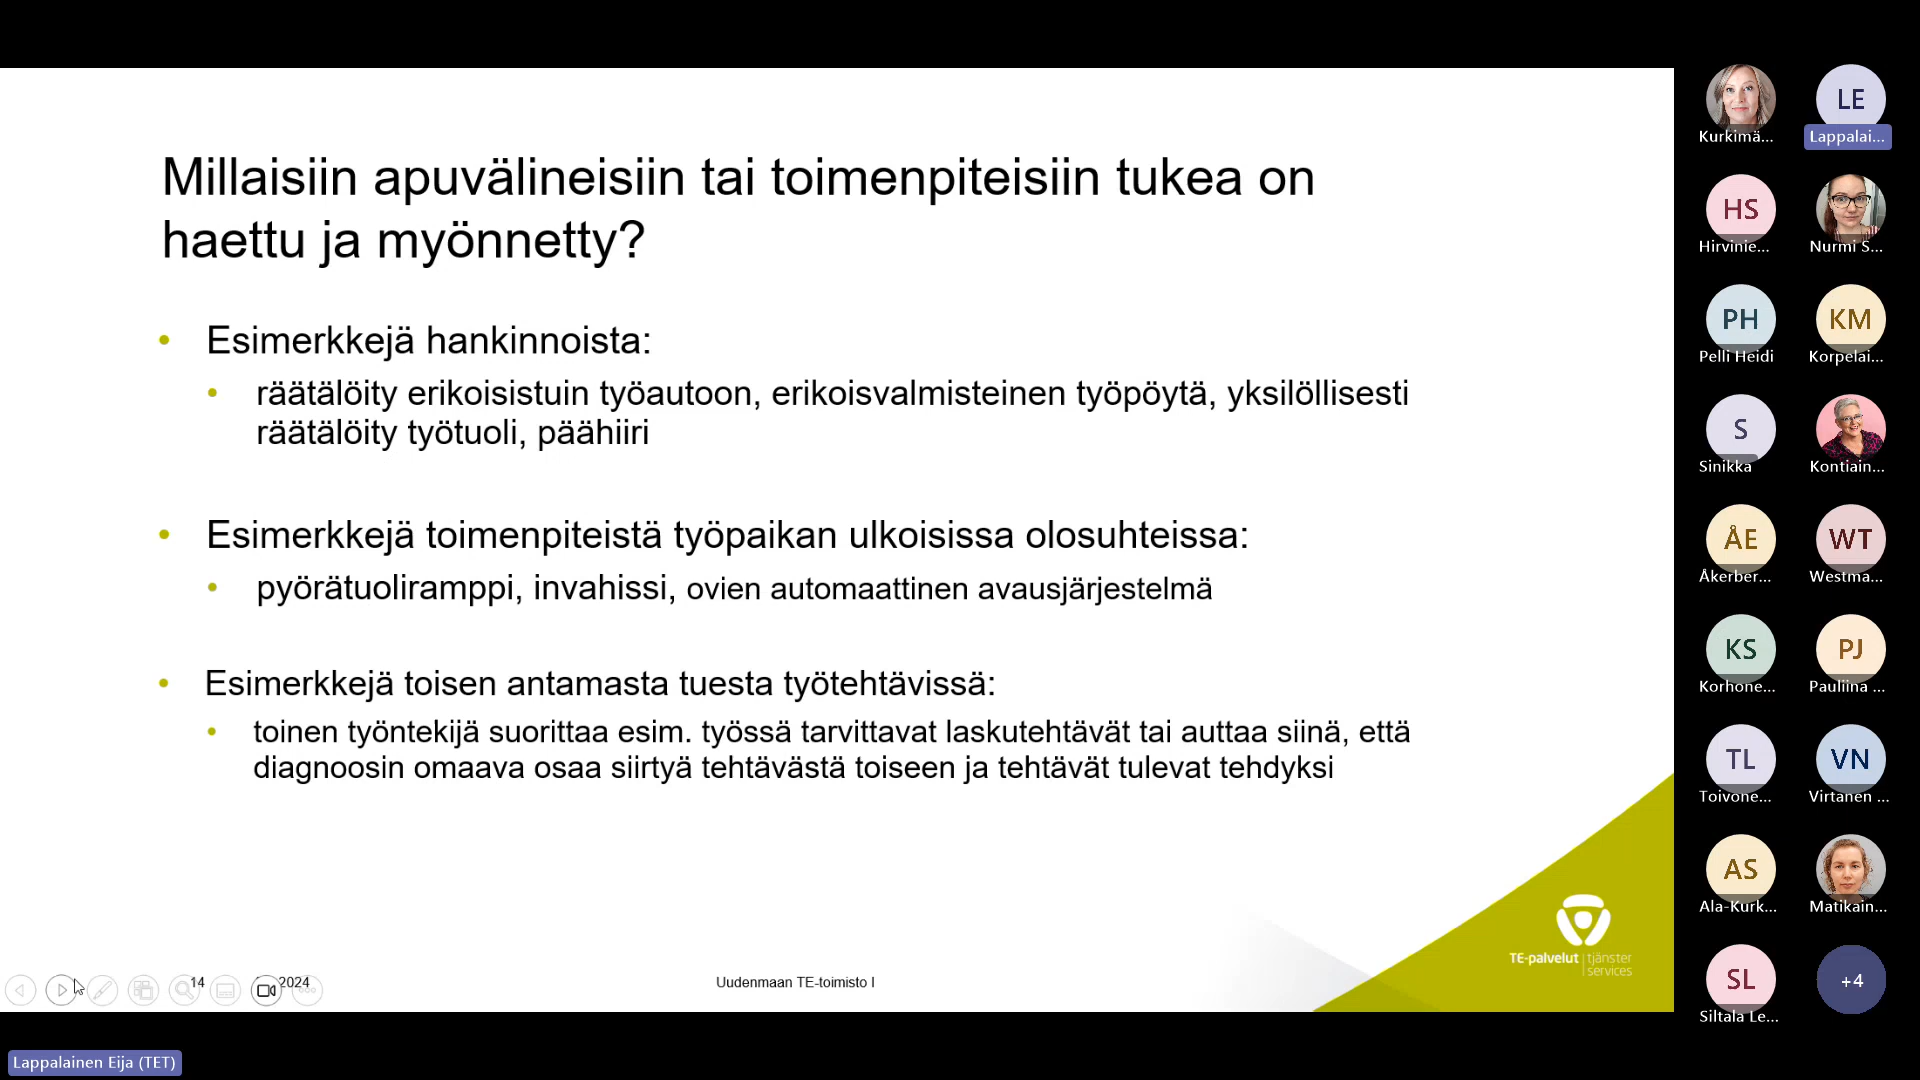 Millaisiin apuvälineisiin tai toimenpiteisiin tukea on
haettu ja myönnetty?
• Esimerkkejä hankinnoista:
• räätälöity erikoisistuin työautoon, erikoisvalmisteinen työpöytä, yksilöllisesti
räätälöity työtuoli, päähiiri
• Esimerkkejä toimenpiteistä työpaikan ulkoisissa olosuhteissa:
• pyörätuoliramppi, invahissi, ovien automaattinen avausjärjestelmä
• Esimerkkejä toisen antamasta tuesta työtehtävissä:
• toinen työntekijä suorittaa esim. työssä tarvittavat laskutehtävät tai auttaa siinä, että
diagnoosin omaava osaa siirtyä tehtävästä toiseen ja tehtävät tulevat tehdyksi
TE-palvelut | tjänster
services
14
2024
Uudenmaan TE-toimisto I
Lappalainen Eija (TET)
Kurkimä...
LE
Lappalai...
HS
Hirvinie...
Nurmi S...
PH
Pelli Heidi
KM
Korpelai...
S
Sinikka
Kontiain...
ÅE
Åkerber...
WT
Westma...
KS
Korhone...
PJ
Pauliina ...
TL
Toivone...
VN
Virtanen ...
AS
Ala-Kurk...
Matikain...
SL
Siltala Le...
+4